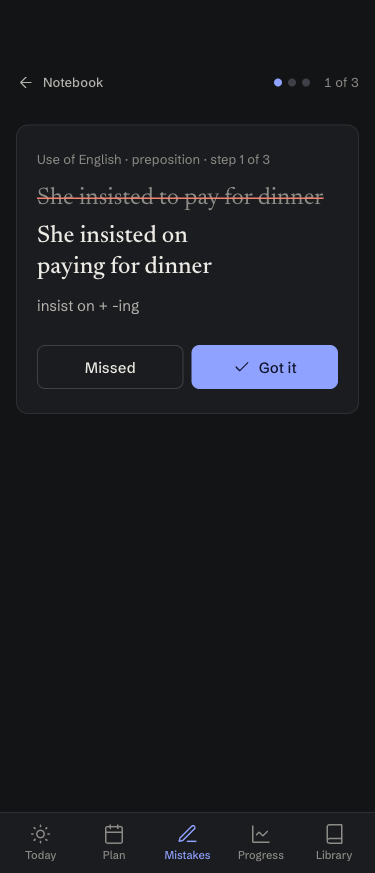 Notebook
1 of 3
Use of English · preposition · step 1 of 3
She insisted to pay for dinner
She insisted on
paying for dinner
insist on + -ing
Missed
Got it
Today
Plan
Mistakes
Progress
Library